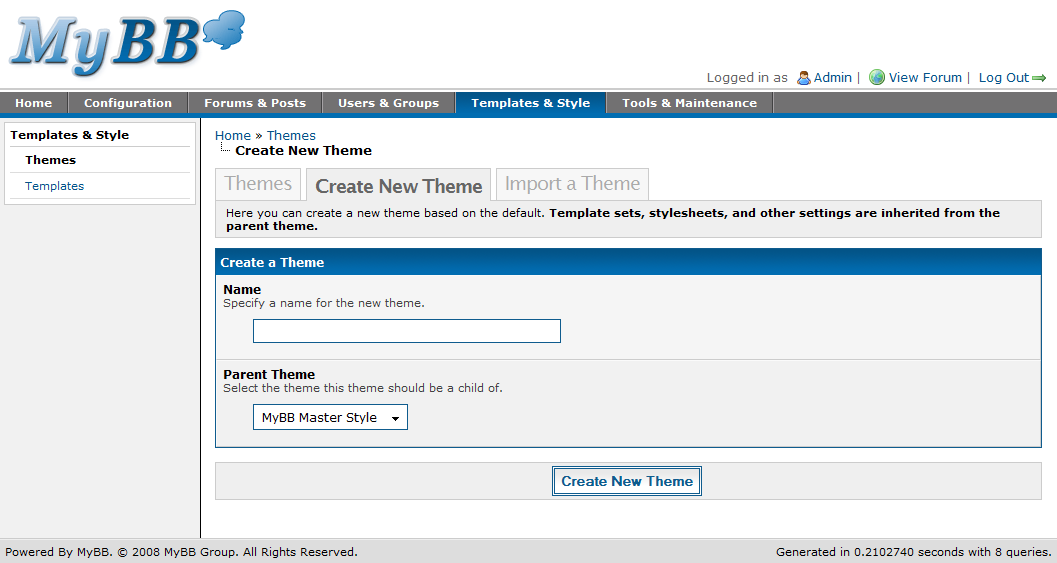 MyBB
Logged in as Admin | View Forum | Log Out
Home Configuration Forums & Posts Users & Groups Templates & Style Tools & Maintenance
Templates & Style
Themes
Templates
Home » Themes
Create New Theme
Themes Create New Theme Import a Theme
Here you can create a new theme based on the default. Template sets, stylesheets, and other settings are inherited from the
parent theme.
Create a Theme
Name
Specify a name for the new theme.
Parent Theme
Select the theme this theme should be a child of.
MyBB Master Style
Create New Theme
Powered By MyBB. © 2008 MyBB Group. All Rights Reserved. Generated in 0.2102740 seconds with 8 queries.